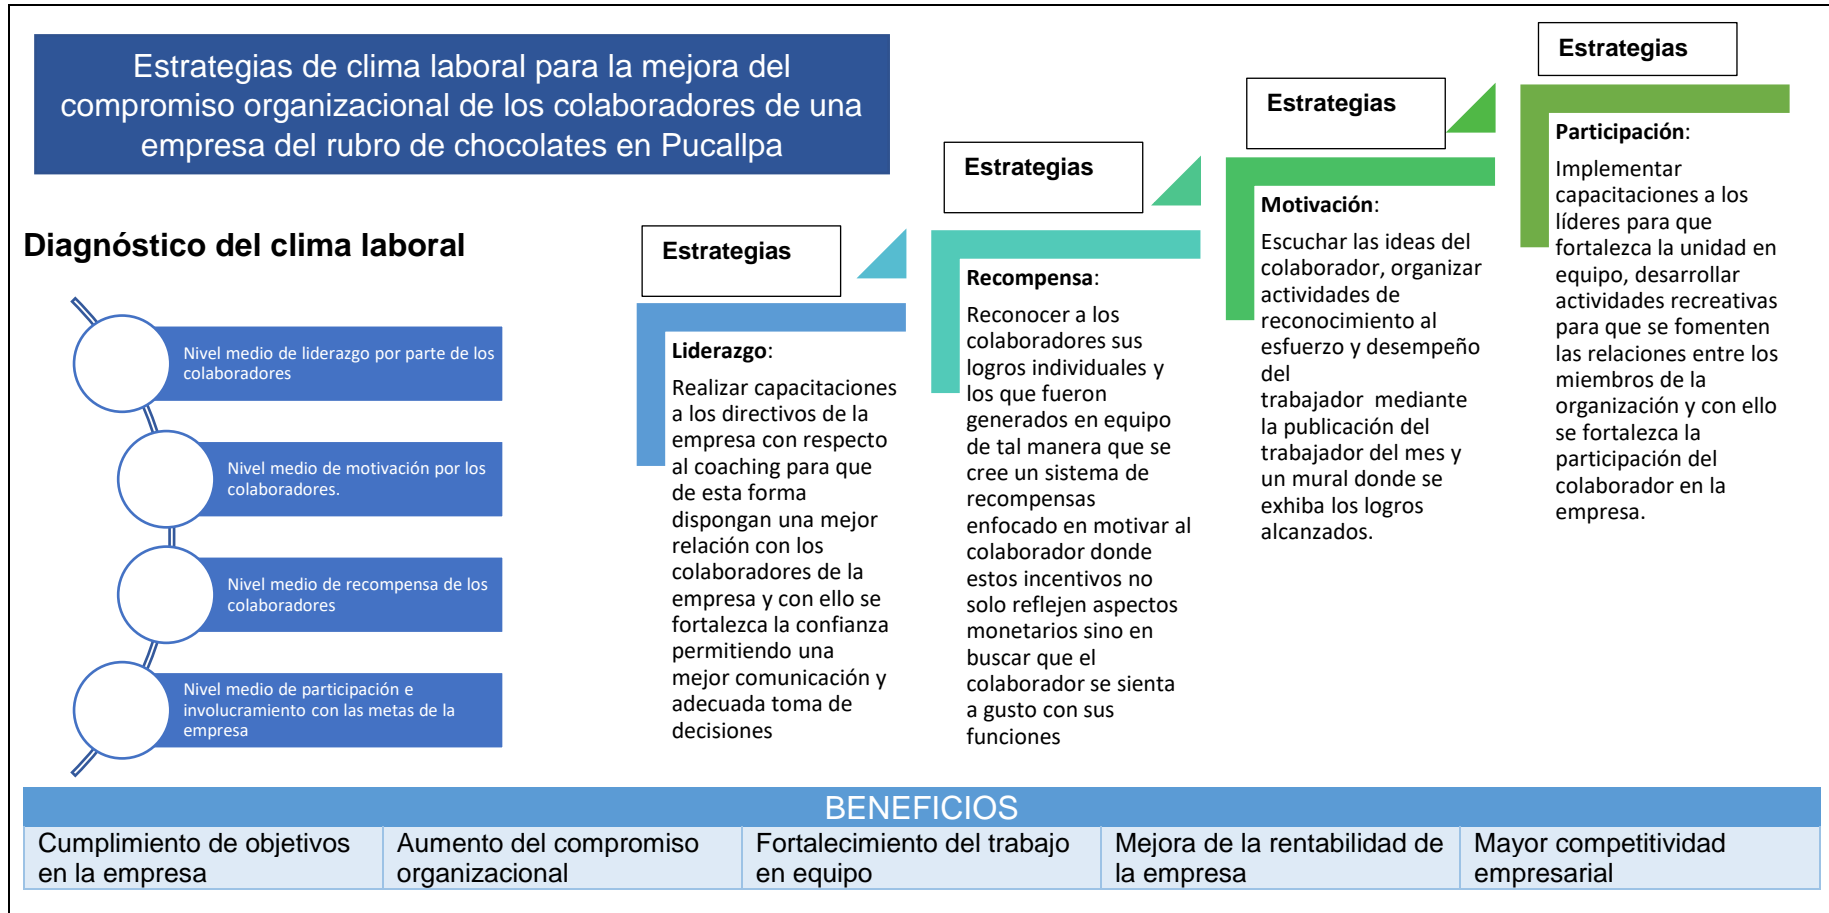 Estrategias de clima laboral para la mejora del
compromiso organizacional de los colaboradores de una
empresa del rubro de chocolates en Pucallpa
Diagnóstico del clima laboral
Nivel medio de liderazgo por parte de los
colaboradores
Nivel medio de motivación por los
colaboradores.
Nivel medio de recompensa de los
colaboradores
Nivel medio de participación e
involucramiento con las metas de la
empresa
Estrategias
Liderazgo:
Realizar capacitaciones
a los directivos de la
empresa con respecto
al coaching para que
de esta forma
dispongan una mejor
relación con los
colaboradores de la
empresa y con ello se
fortalezca la confianza
permitiendo una
mejor comunicación y
adecuada toma de
decisiones
Estrategias
Recompensa:
Reconocer a los
colaboradores sus
logros individuales y
los que fueron
generados en equipo
de tal manera que se
cree un sistema de
recompensas
enfocado en motivar al
colaborador donde
estos incentivos no
solo reflejen aspectos
monetarios sino en
buscar que el
colaborador se sienta
a gusto con sus
funciones
Estrategias
Motivación:
Escuchar las ideas del
colaborador, organizar
actividades de
reconocimiento al
esfuerzo y desempeño
del
trabajador  mediante
la publicación del
trabajador del mes y
un mural donde se
exhiba los logros
alcanzados.
Estrategias
Participación:
Implementar
capacitaciones a los
líderes para que
fortalezca la unidad en
equipo, desarrollar
actividades recreativas
para que se fomenten
las relaciones entre los
miembros de la
organización y con ello
se fortalezca la
participación del
colaborador en la
empresa.
BENEFICIOS
Cumplimiento de objetivos
en la empresa
Aumento del compromiso
organizacional
Fortalecimiento del trabajo
en equipo
Mejora de la rentabilidad de
la empresa
Mayor competitividad
empresarial